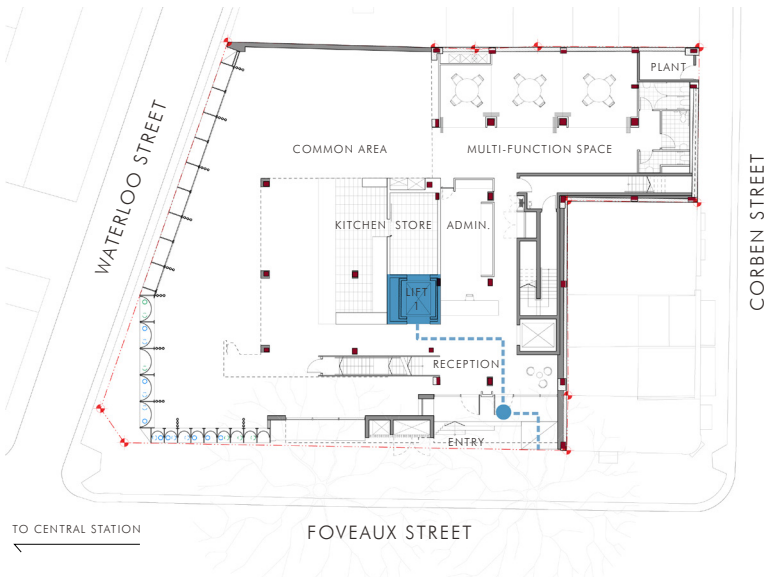 PLANT
WATERLOO STREET
COMMON AREA
MULTI-FUNCTION SPACE
CORBEN STREET
KITCHEN
STORE
ADMIN.
LIFT
1
RECEPTION
ENTRY
TO CENTRAL STATION
FOVEAUX STREET